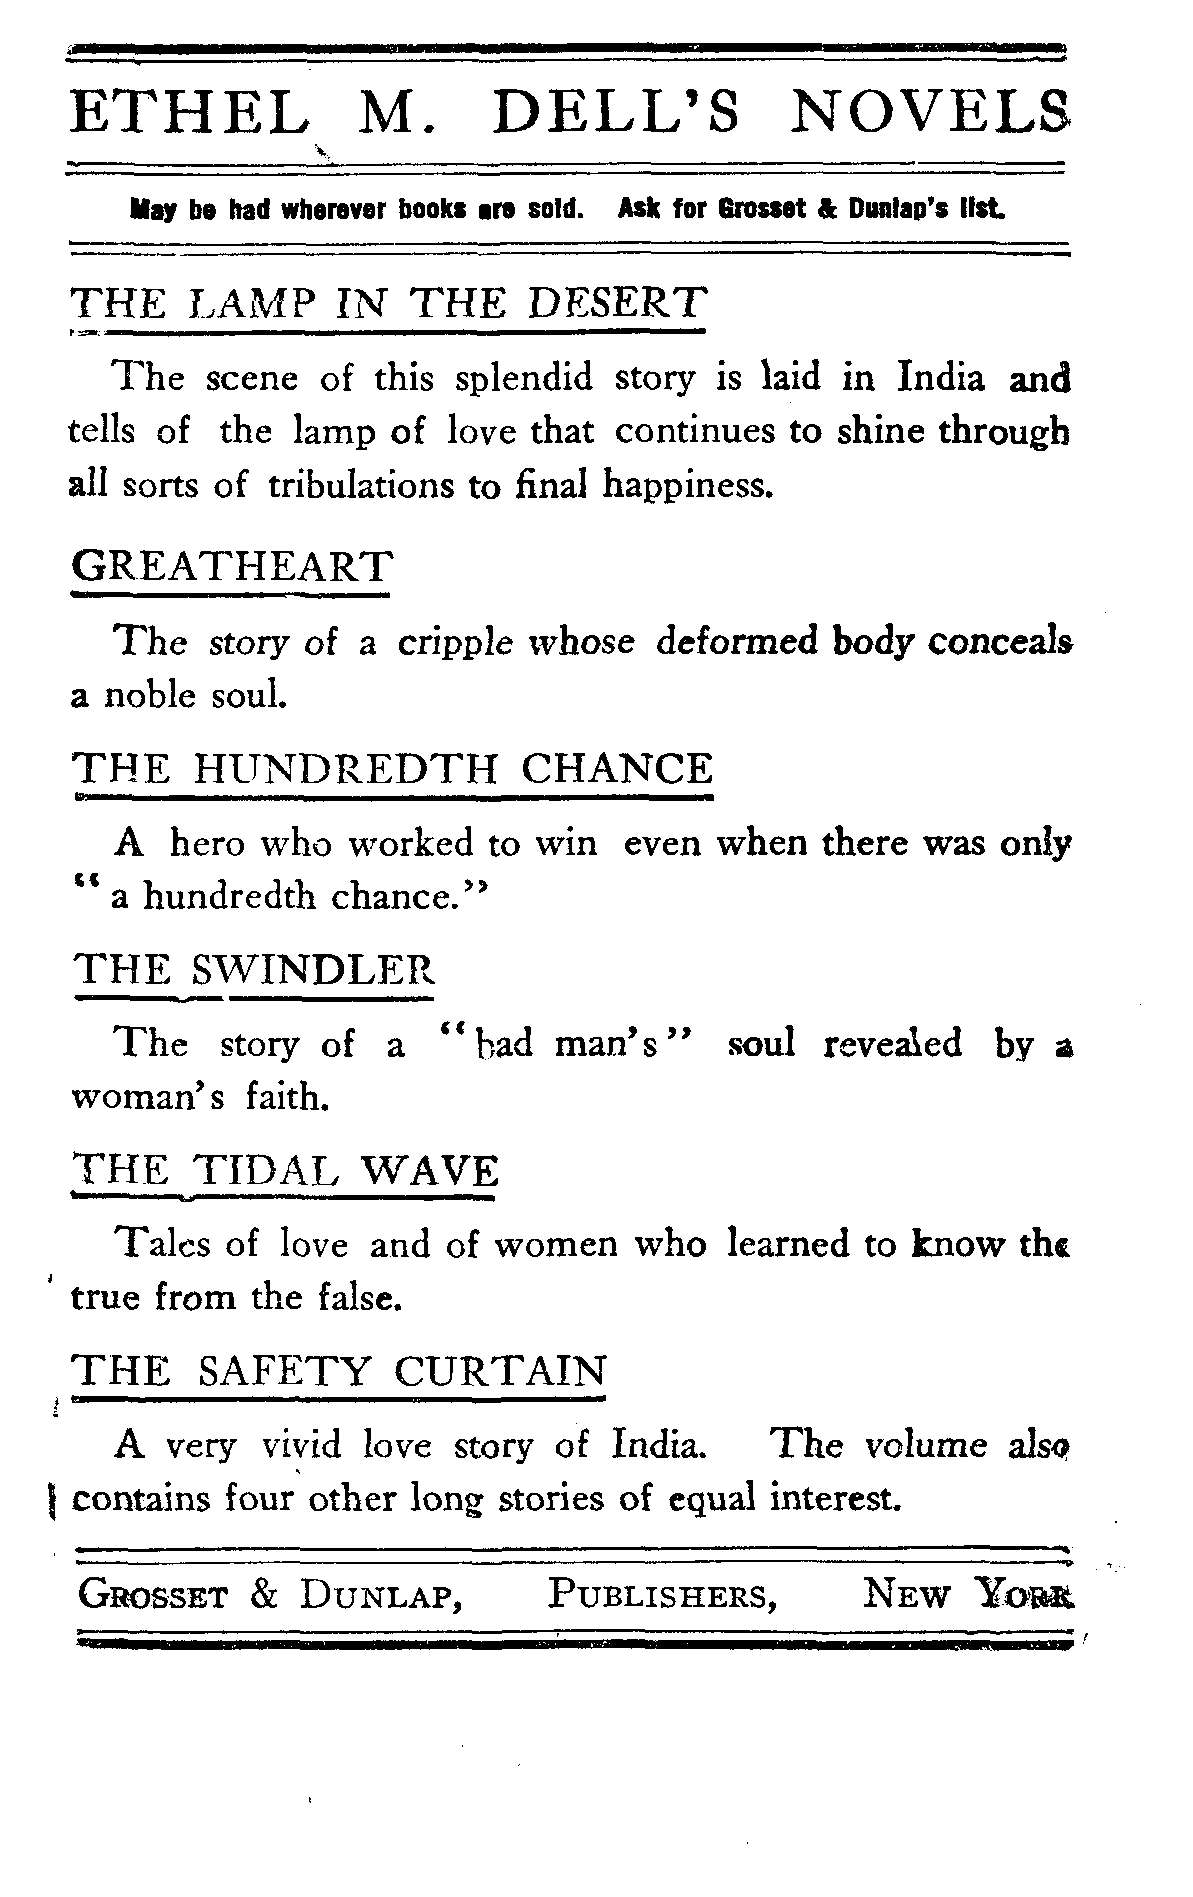 ETHEL M. DELL'S NOVELS
May be had wherever books are sold. Ask for Grosset & Dunlap's list.
THE LAMP IN THE DESERT
The scene of this splendid story is laid in India and
tells of the lamp of love that continues to shine through
all sorts of tribulations to final happiness.
GREATHEART
The story of a cripple whose deformed body conceals
a noble soul.
THE HUNDREDTH CHANCE
A hero who worked to win even when there was only
"a hundredth chance."
THE SWINDLER
The story of a "bad man's" soul revealed by a
woman's faith.
THE TIDAL WAVE
Tales of love and of women who learned to know the
true from the false.
THE SAFETY CURTAIN
A very vivid love story of India. The volume also
contains four other long stories of equal interest.
GROSSET & DUNLAP, PUBLISHERS, NEW YORK